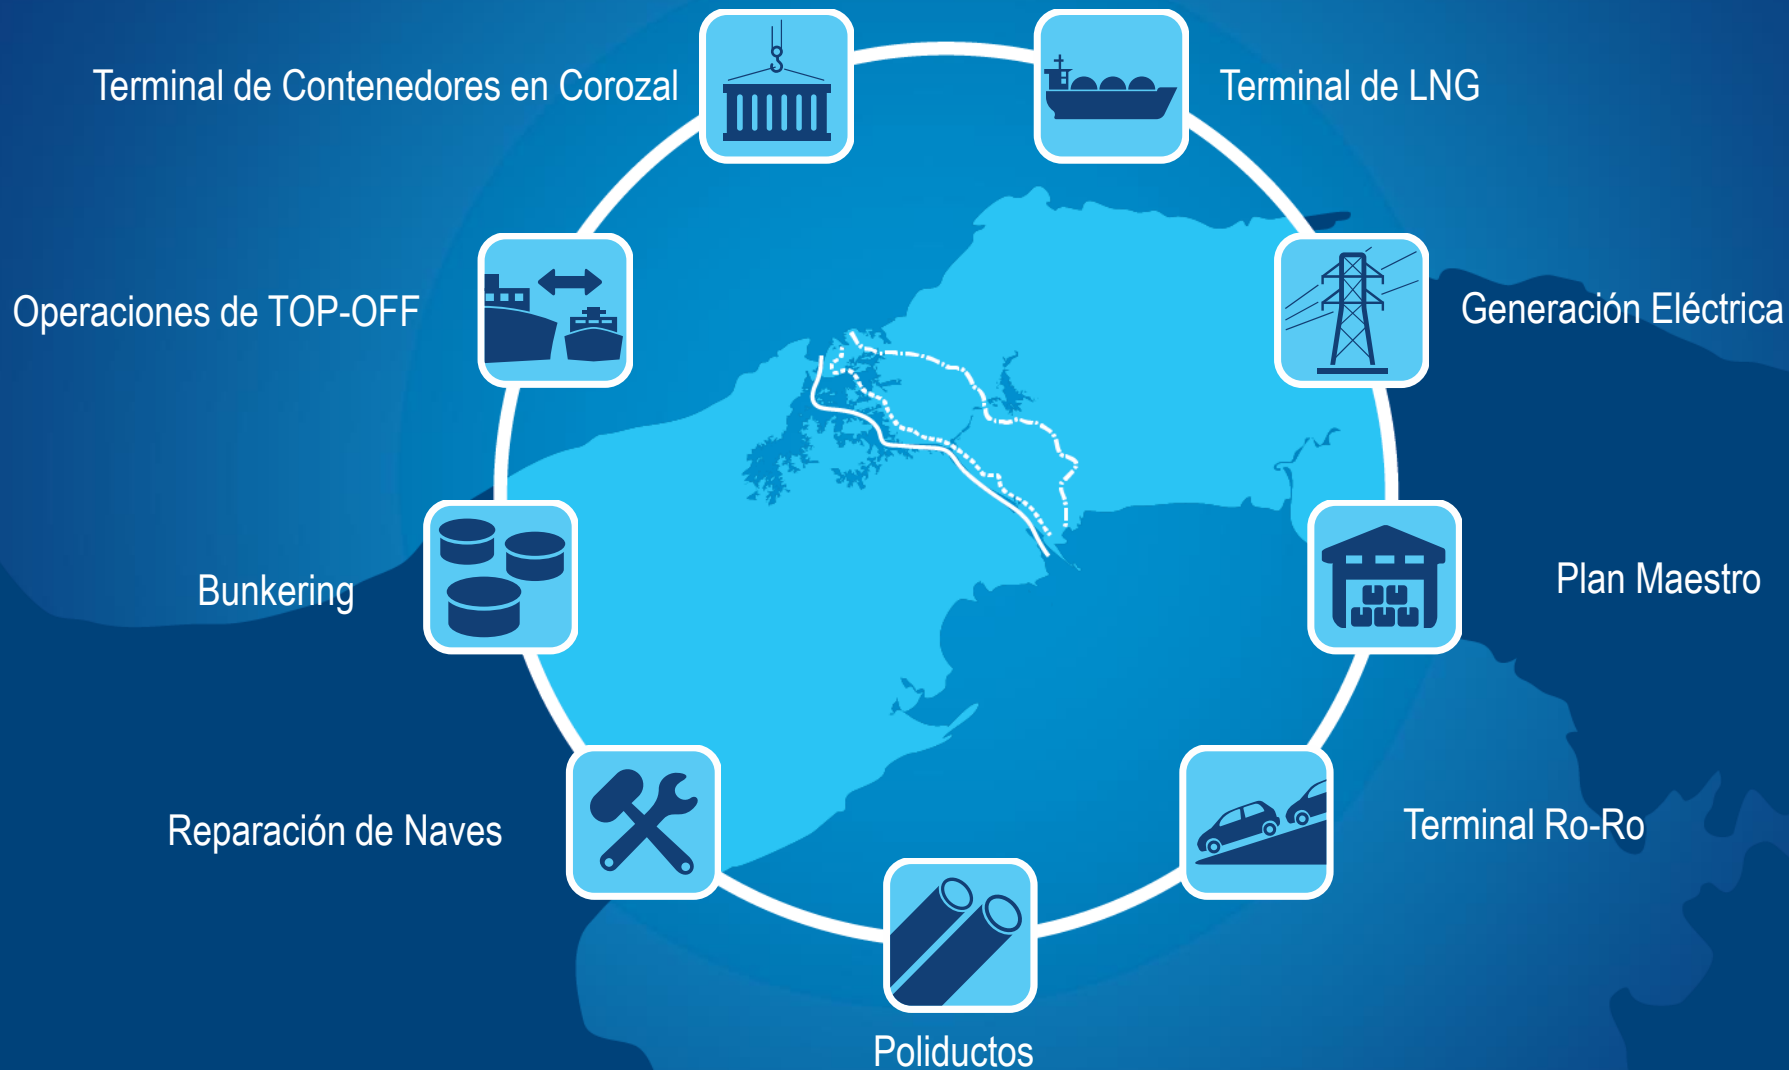 Terminal de Contenedores en Corozal
Terminal de LNG
Operaciones de TOP-OFF
Generación Eléctrica
Bunkering
Plan Maestro
Reparación de Naves
Terminal Ro-Ro
Poliductos